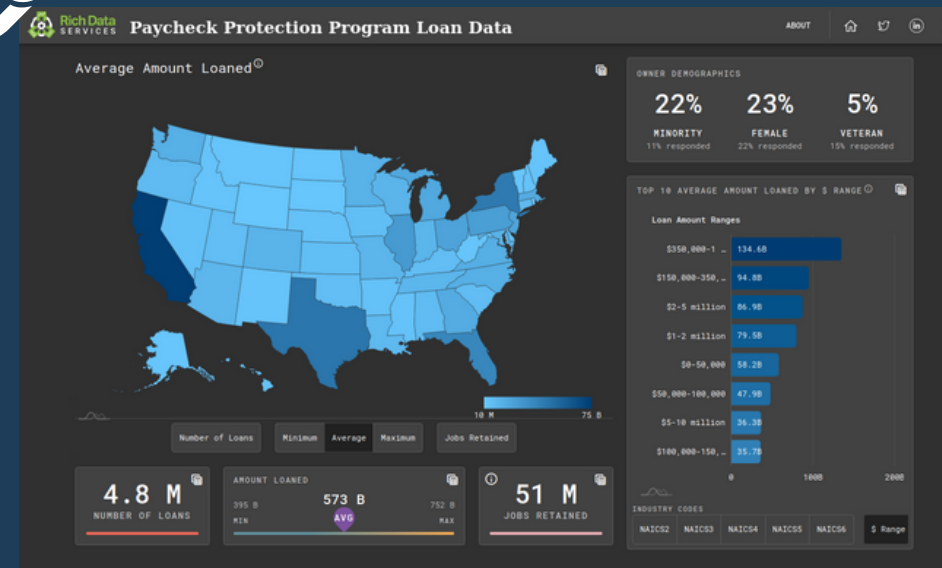 Rich Data
SERVICES
Paycheck Protection Program Loan Data
ABOUT
Average Amount Loaned
OWNER DEMOGRAPHICS
22%
23%
5%
MINORITY
FEMALE
VETERAN
11% responded
22% responded
15% responded
TOP 10 AVERAGE AMOUNT LOANED BY $ RANGE
Loan Amount Ranges
$350,000-1 …
134.6B
$150,000-350,…
94.8B
$2-5 million
86.9B
$1-2 million
79.5B
$0-50,000
58.2B
$50,000-100,000
47.9B
$5-10 million
36.3B
$100,000-150,…
35.7B
0
100B
200B
10 M
75 B
Number of Loans
Minimum
Average
Maximum
Jobs Retained
4.8 M
NUMBER OF LOANS
AMOUNT LOANED
395 B
573 B
752 B
MIN
AVG
MAX
51 M
JOBS RETAINED
INDUSTRY CODES
NAICS2
NAICS3
NAICS4
NAICS5
NAICS6
$ Range